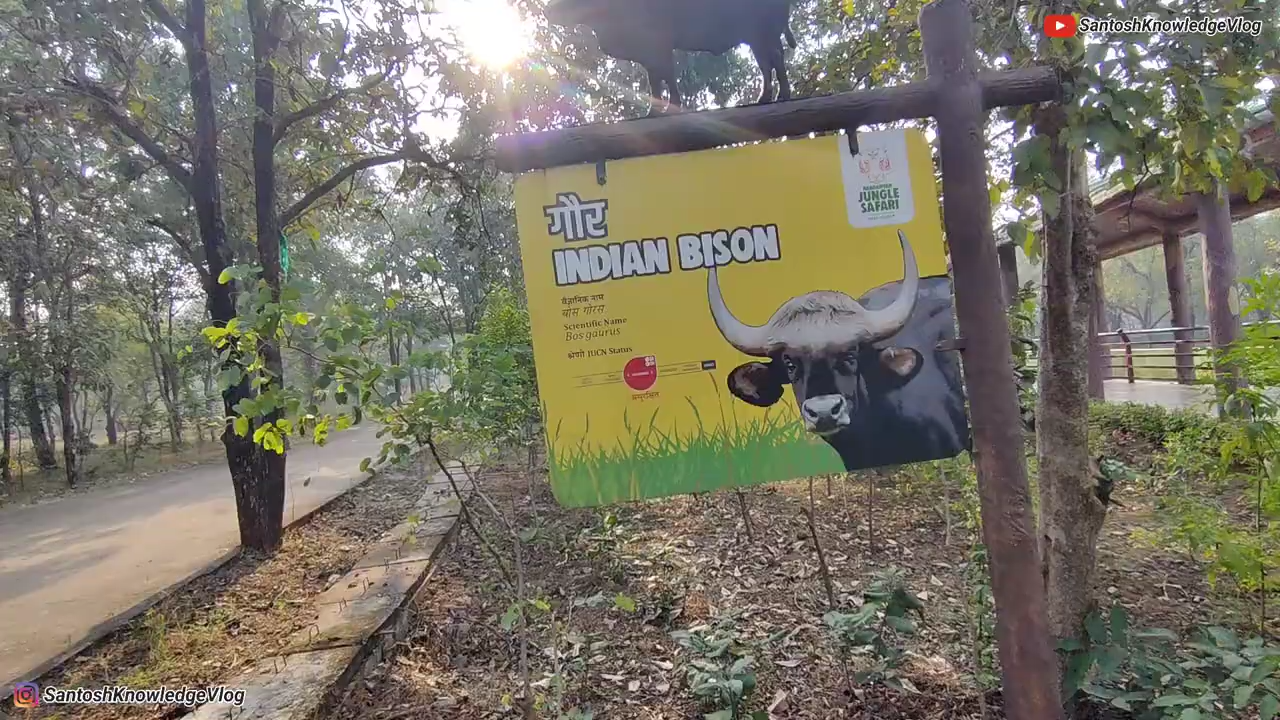 SantoshKnowledgeVlog
गौर
INDIAN BISON
JUNGLE
SAFARI
वैज्ञानिक नाम
बोस गोरस
Scientific Name
Bos gaurus
श्रेणी IUCN Status
SantoshKnowledgeVlog